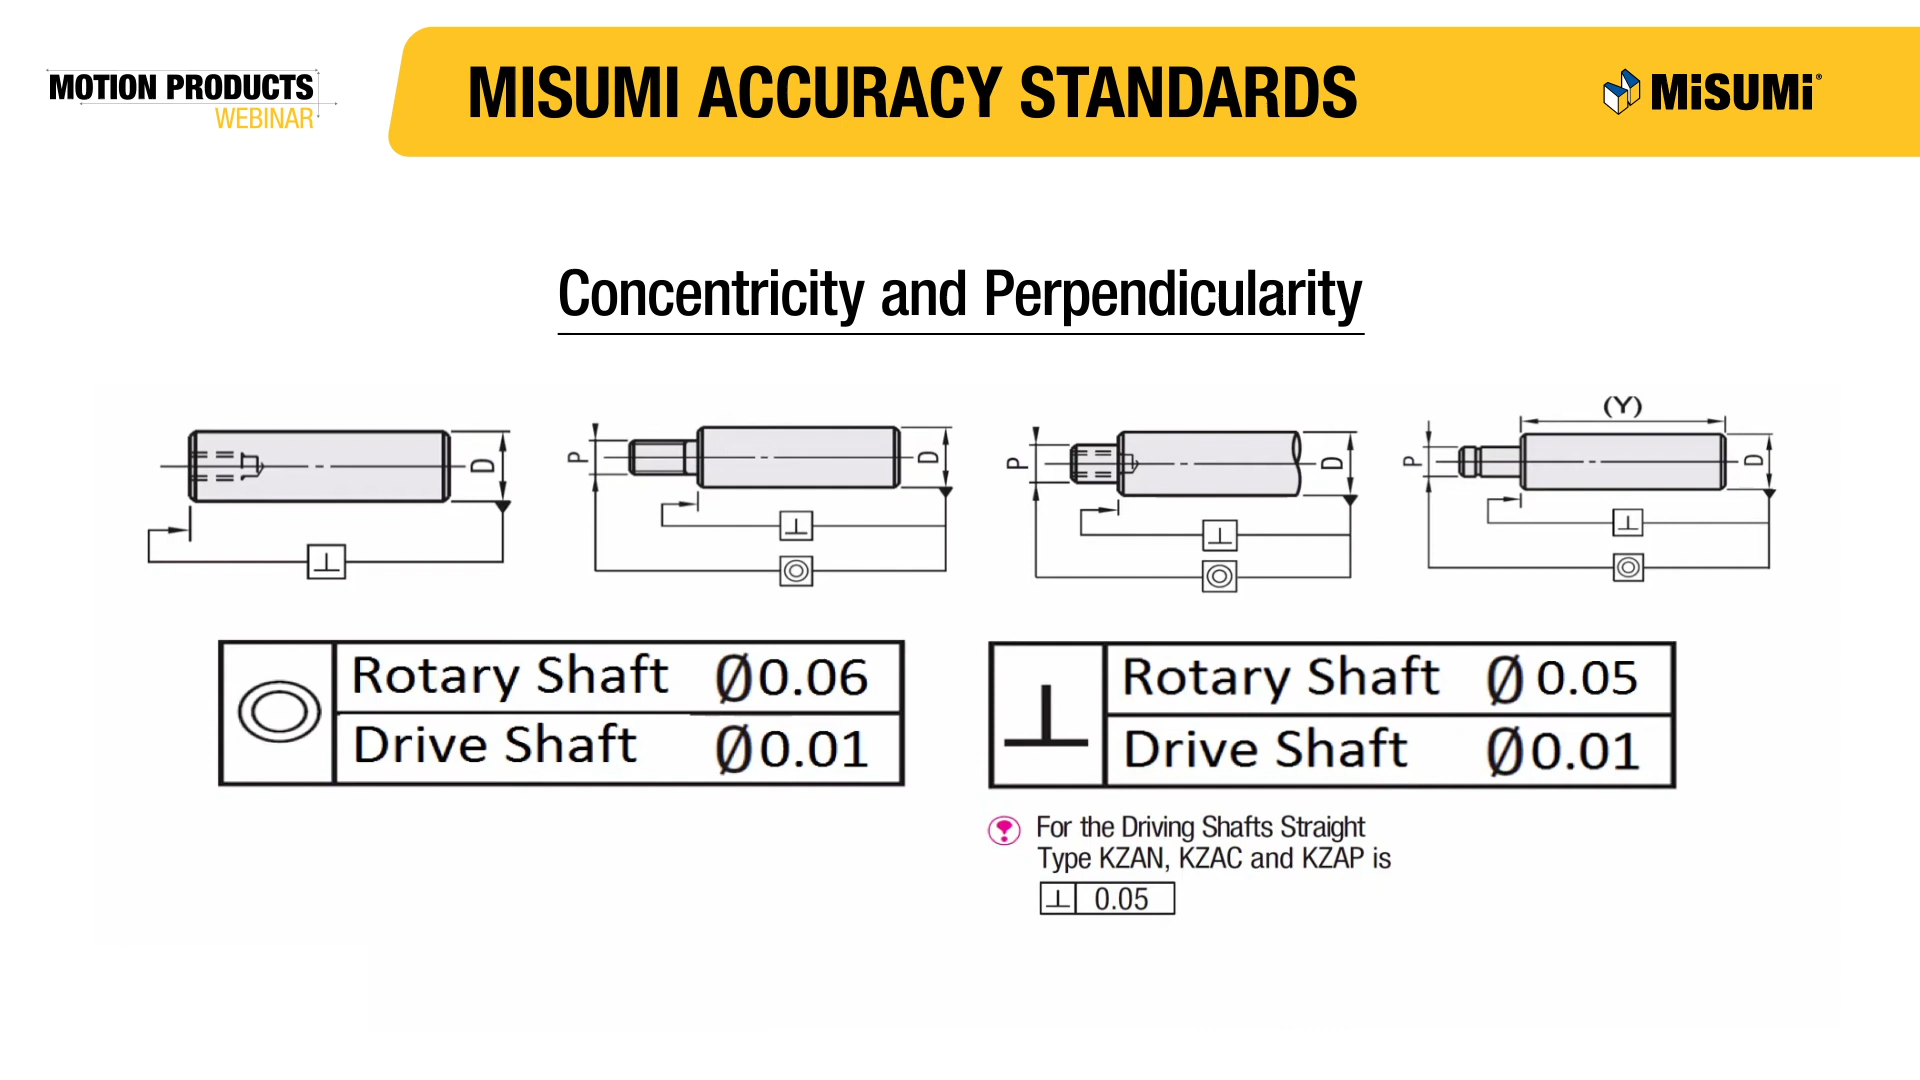 MOTION PRODUCTS
WEBINAR
MISUMI ACCURACY STANDARDS
MiSUMi®
Concentricity and Perpendicularity
D
P
D
P
D
(Y)
P
D
⊥
⊥
◎
⊥
◎
⊥
◎
◎ Rotary Shaft Ø0.06
Drive Shaft Ø0.01
⊥ Rotary Shaft Ø 0.05
Drive Shaft Ø0.01
For the Driving Shafts Straight
Type KZAN, KZAC and KZAP is
⊥ 0.05